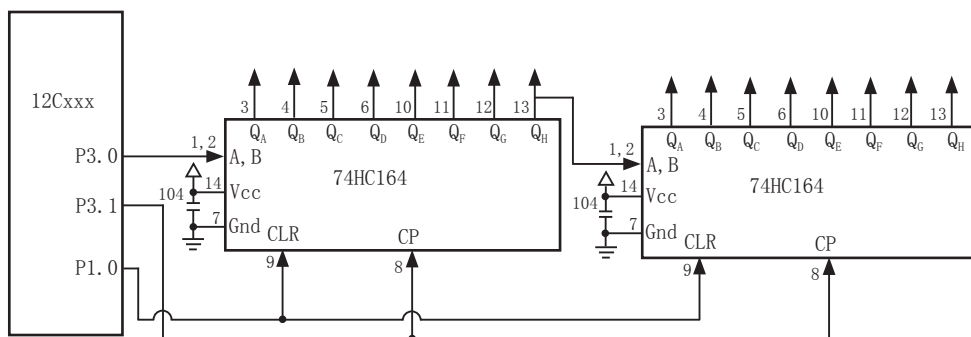 12Cxxx
P3.0
P3.1
P1.0
3 4 5 6 10 11 12 13
QA QB QC QD QE QF QG QH
1,2
A,B
74HC164
14
Vcc
104
7
Gnd
CLR
CP
9
8
3 4 5 6 10 11 12 13
QA QB QC QD QE QF QG QH
1,2
A,B
74HC164
14
Vcc
104
7
Gnd
CLR
CP
9
8